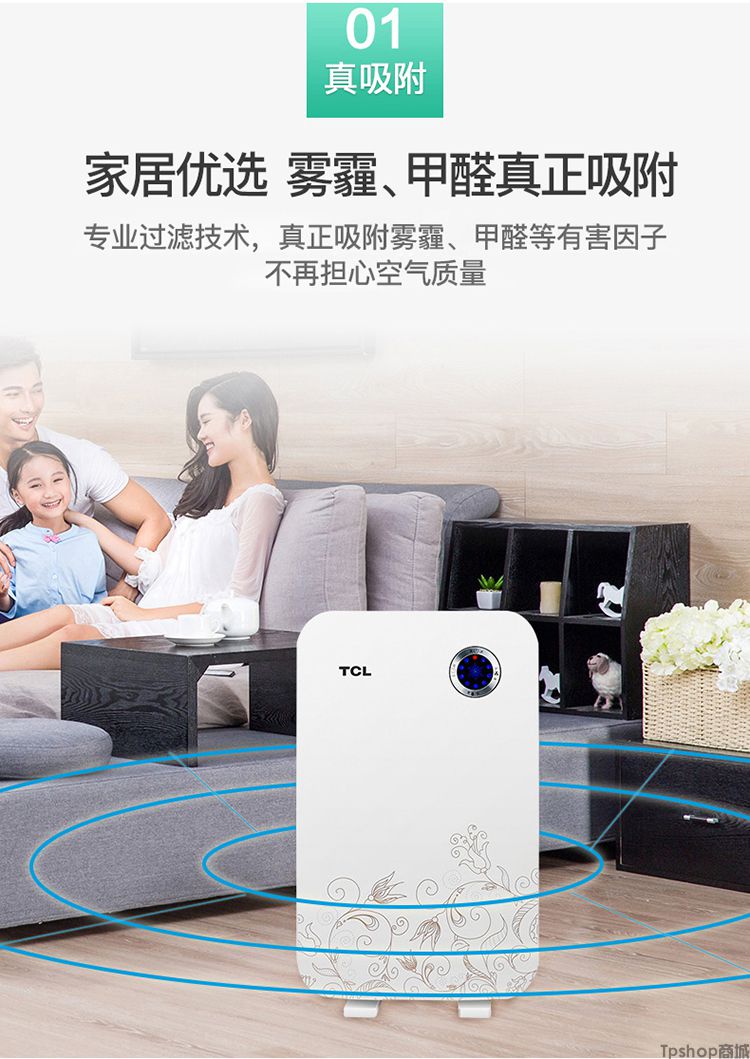 01
真吸附
家居优选 雾霾、甲醛真正吸附
专业过滤技术，真正吸附雾霾、甲醛等有害因子
不再担心空气质量
TCL
Tpshop商城